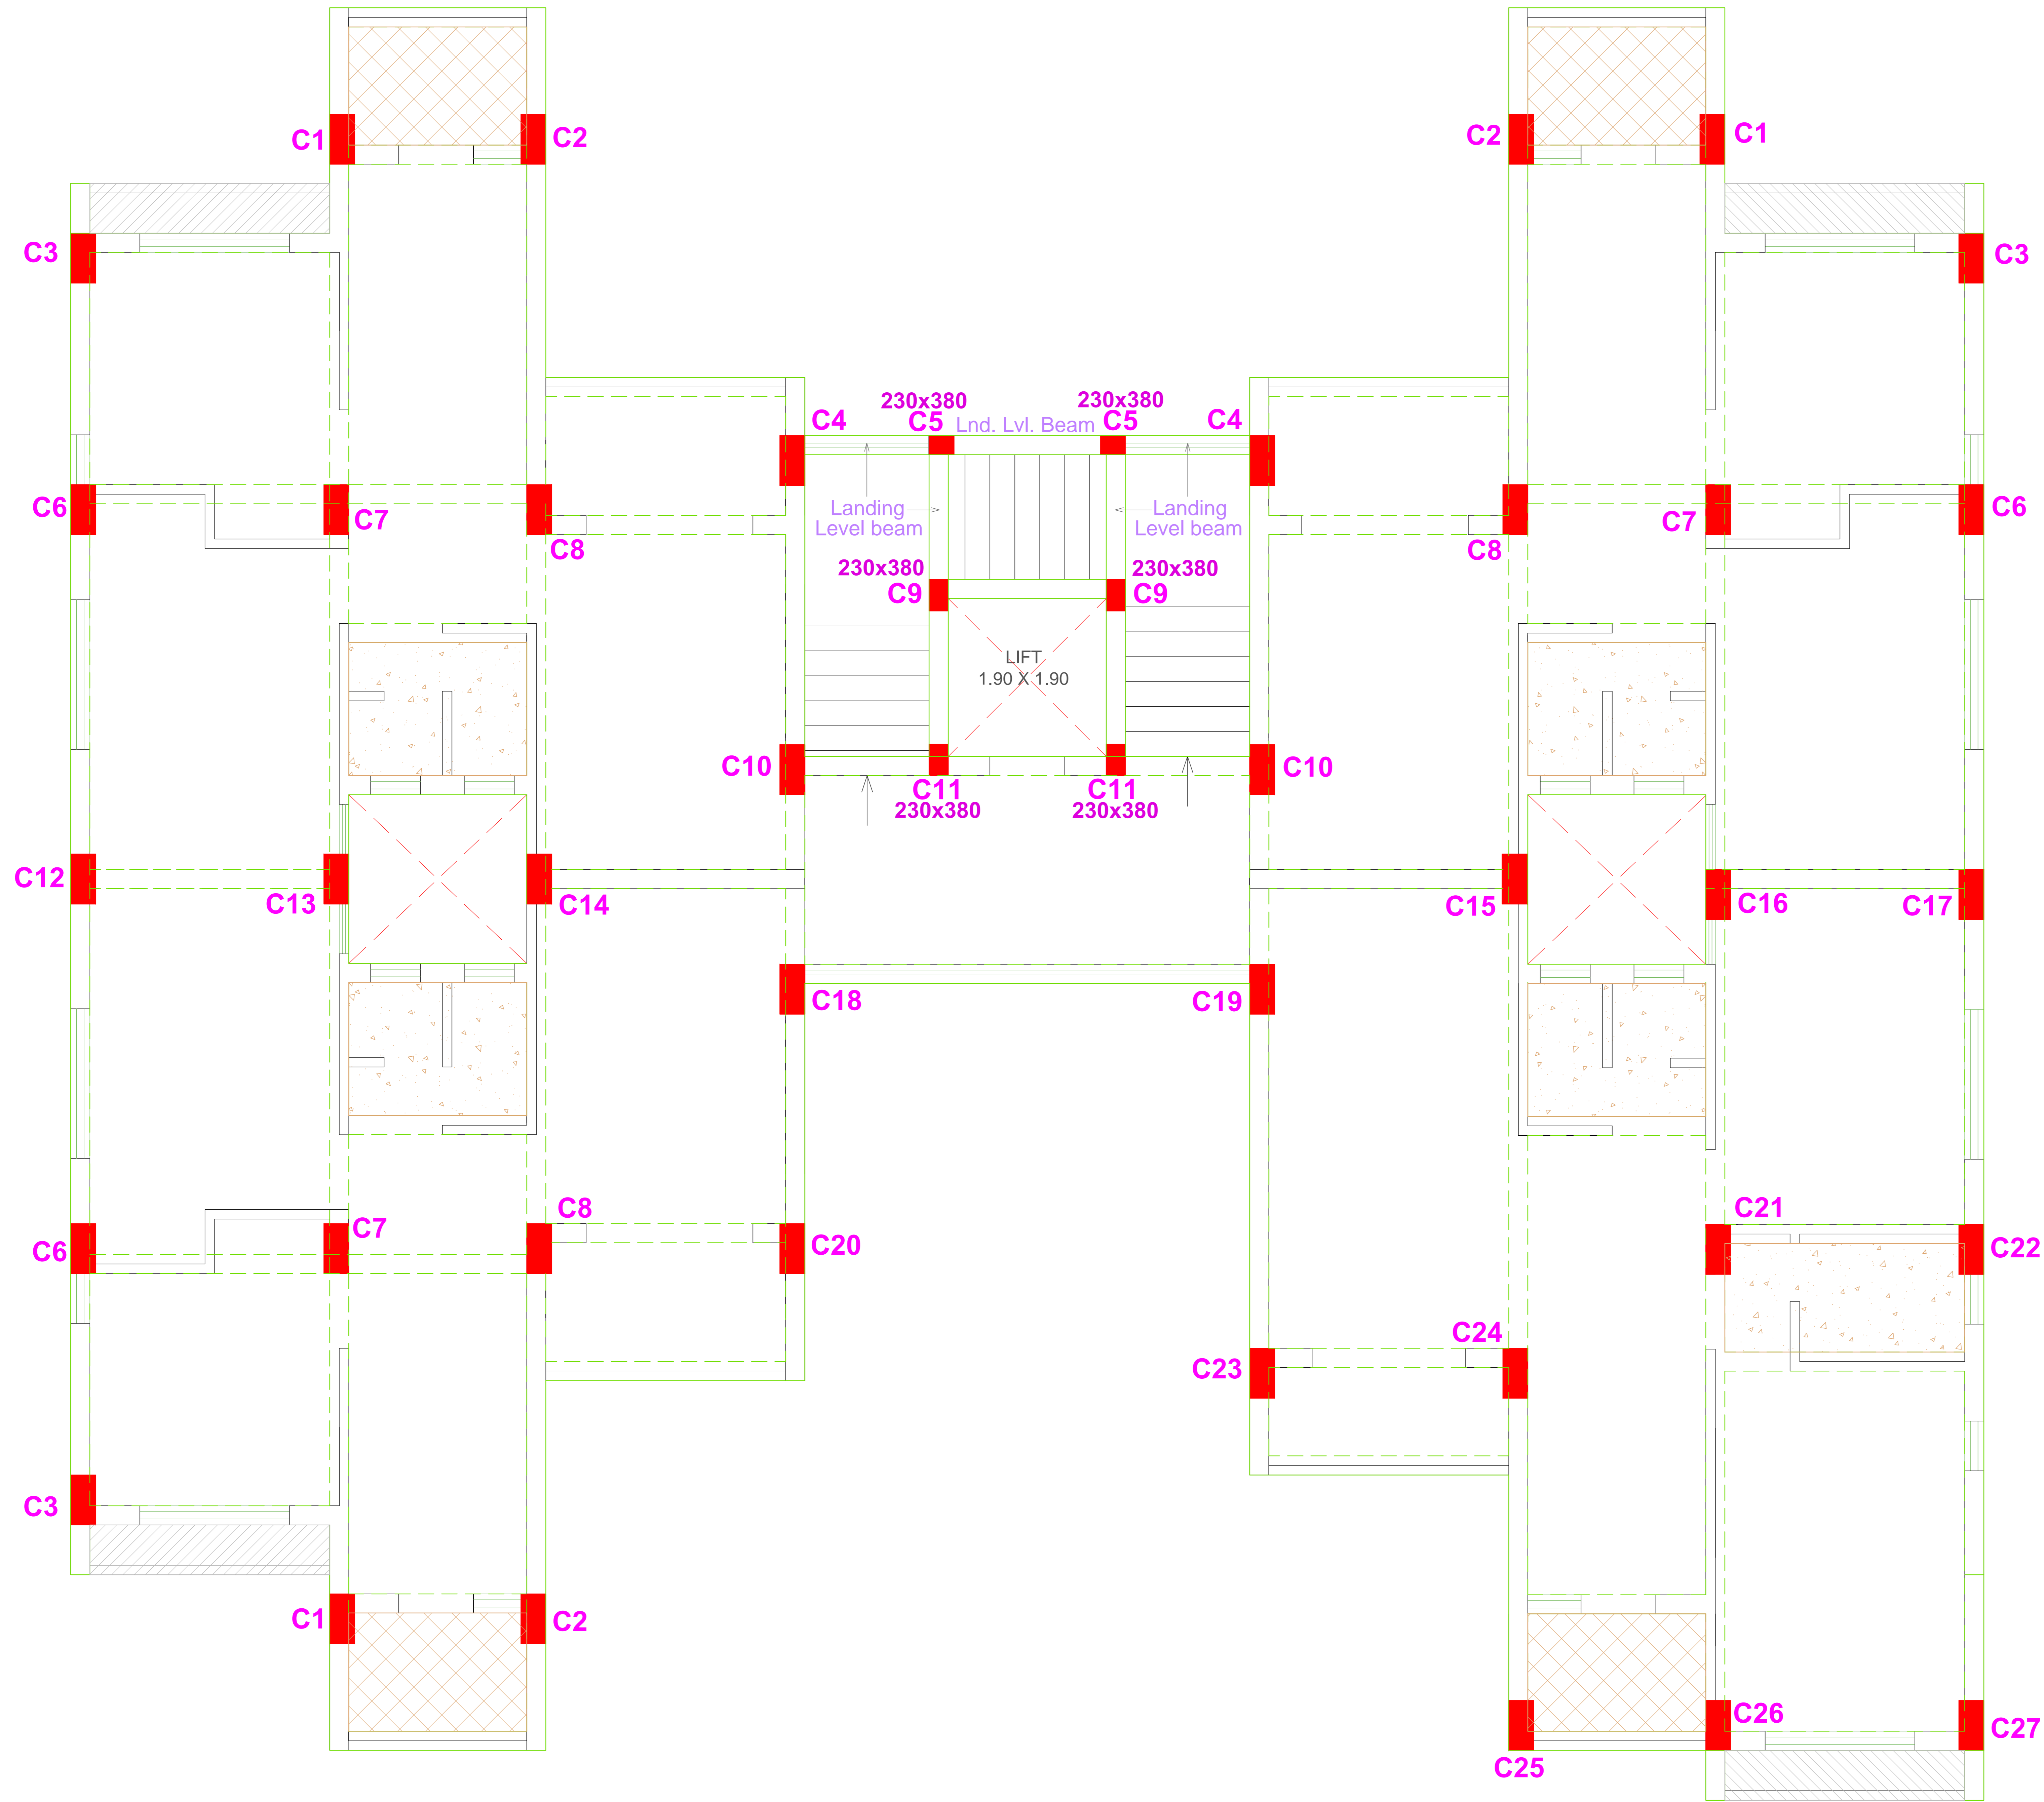 C1
C2
C2
C1
C3
C3
230x380
230x380
C4
C5
Lnd. Lvl. Beam
C5
C4
C6
C7
C8
Landing
Level beam
Landing
Level beam
C8
C7
C6
230x380
230x380
C9
C9
LIFT
1.90 X 1.90
C10
C11
C11
C10
230x380
230x380
C12
C13
C14
C15
C16
C17
C18
C19
C6
C7
C8
C20
C21
C22
C23
C24
C3
C1
C2
C25
C26
C27